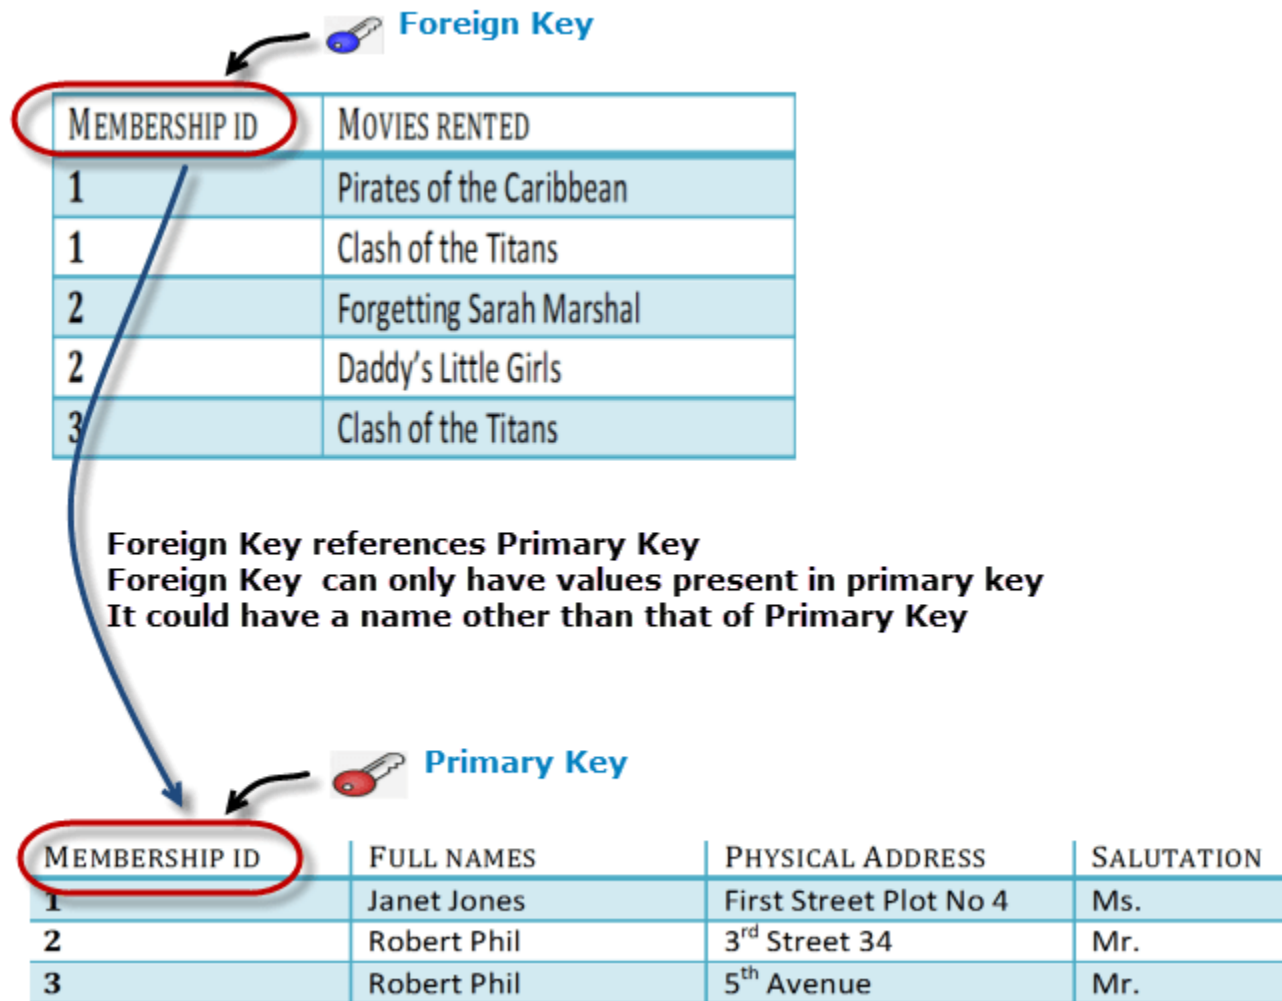 Foreign Key
MEMBERSHIP ID MOVIES RENTED
1 Pirates of the Caribbean
1 Clash of the Titans
2 Forgetting Sarah Marshal
2 Daddy's Little Girls
3 Clash of the Titans
Foreign Key references Primary Key
Foreign Key can only have values present in primary key
It could have a name other than that of Primary Key
Primary Key
MEMBERSHIP ID FULL NAMES PHYSICAL ADDRESS SALUTATION
1 Janet Jones First Street Plot No 4 Ms.
2 Robert Phil 3rd Street 34 Mr.
3 Robert Phil 5th Avenue Mr.